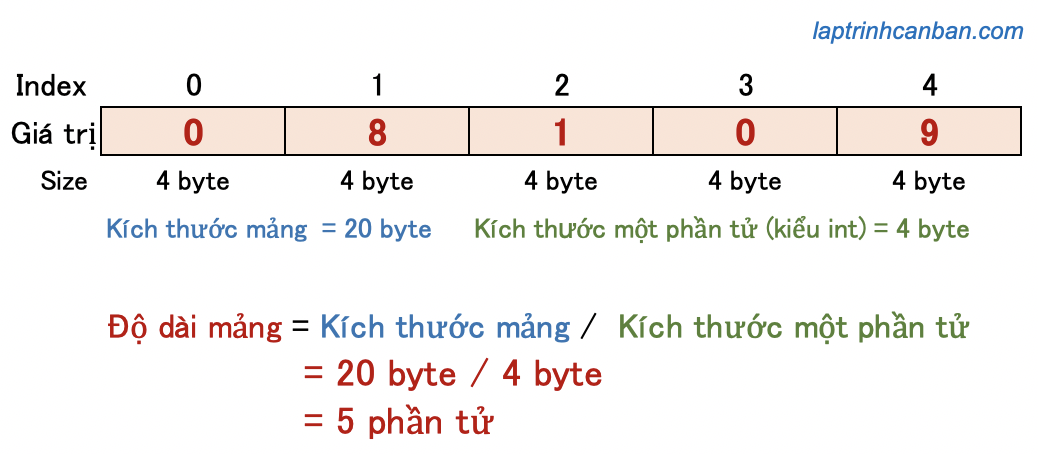 laptrinhcanban.com
Index 0 1 2 3 4
Giá trị 0 8 1 0 9
Size 4 byte 4 byte 4 byte 4 byte 4 byte
Kích thước mảng = 20 byte Kích thước một phần tử (kiểu int) = 4 byte
Độ dài mảng = Kích thước mảng / Kích thước một phần tử
= 20 byte / 4 byte
= 5 phần tử